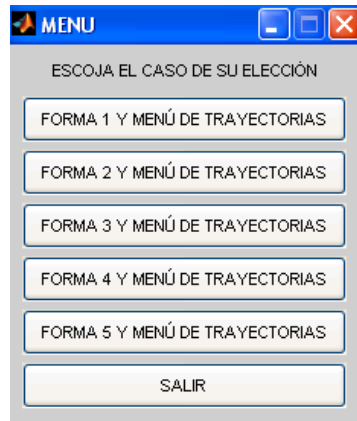 MENU
ESCOJA EL CASO DE SU ELECCIÓN
FORMA 1 Y MENÚ DE TRAYECTORIAS
FORMA 2 Y MENÚ DE TRAYECTORIAS
FORMA 3 Y MENÚ DE TRAYECTORIAS
FORMA 4 Y MENÚ DE TRAYECTORIAS
FORMA 5 Y MENÚ DE TRAYECTORIAS
SALIR